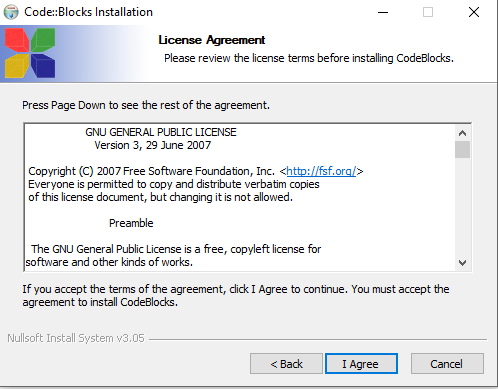 Code::Blocks Installation
License Agreement
Please review the license terms before installing CodeBlocks.
Press Page Down to see the rest of the agreement.
GNU GENERAL PUBLIC LICENSE
Version 3, 29 June 2007
Copyright (C) 2007 Free Software Foundation, Inc. <http://fsf.org/>
Everyone is permitted to copy and distribute verbatim copies
of this license document, but changing it is not allowed.
Preamble
The GNU General Public License is a free, copyleft license for
software and other kinds of works.
If you accept the terms of the agreement, click I Agree to continue. You must accept the
agreement to install CodeBlocks.
Nullsoft Install System v3.05
< Back
I Agree
Cancel